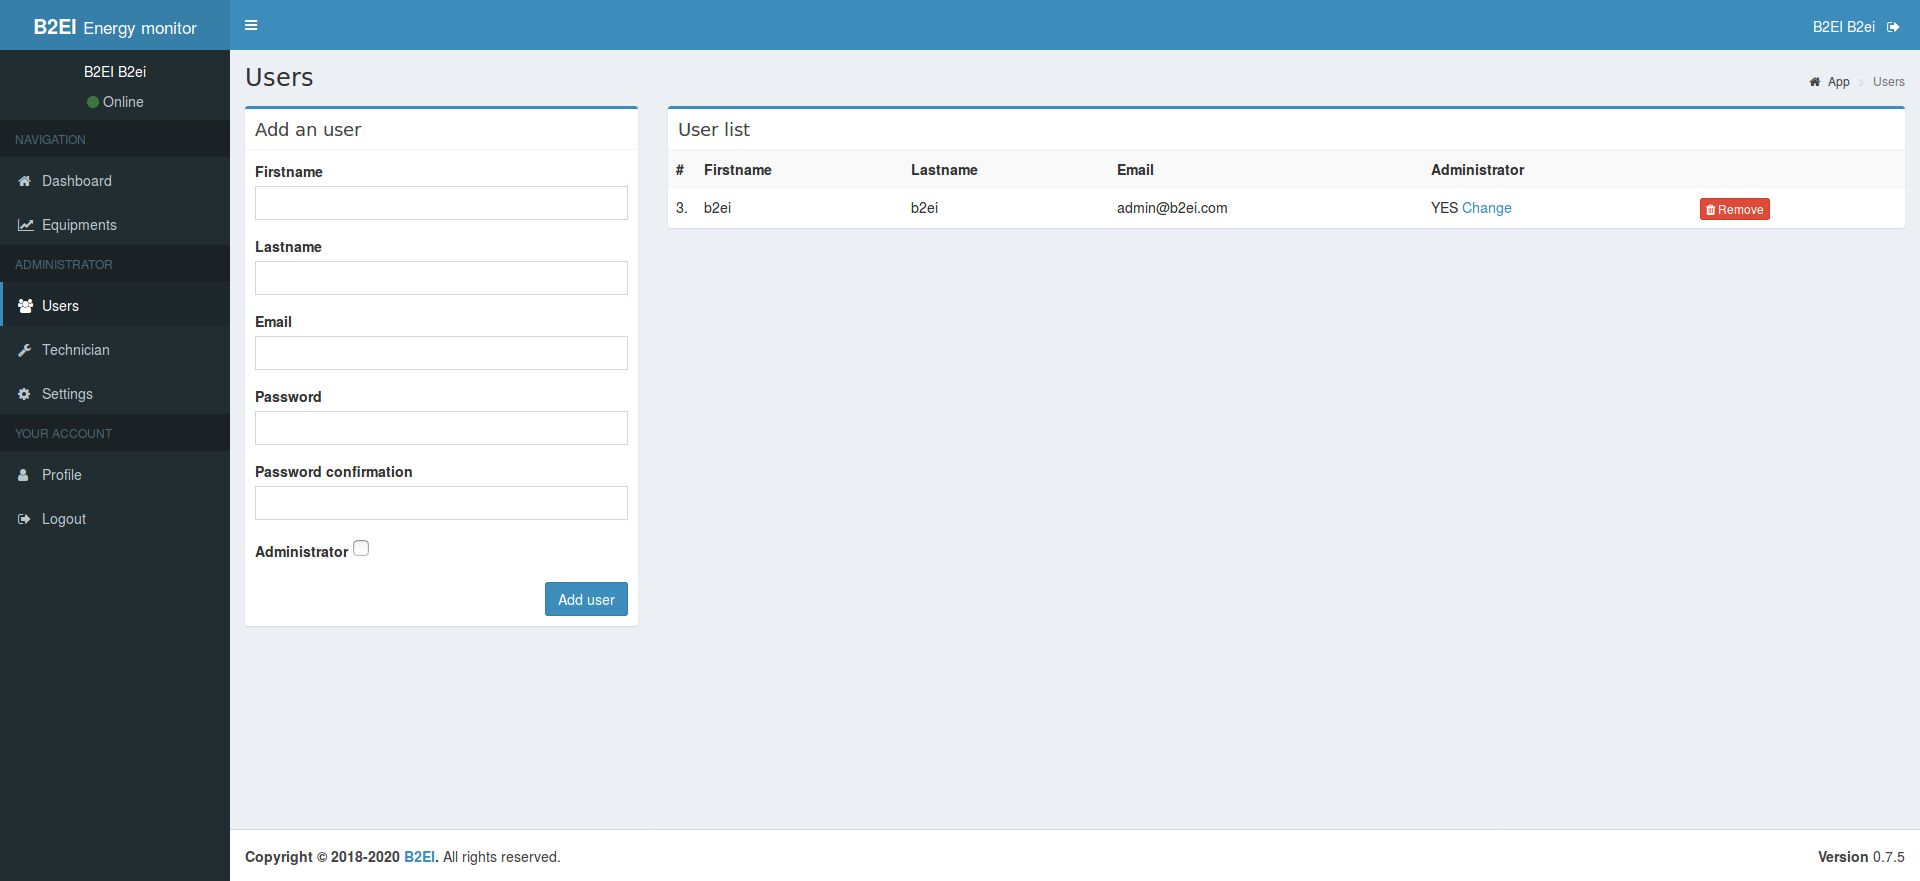 B2EI Energy monitor
B2EI B2ei
B2EI B2ei
Online
NAVIGATION
Dashboard
Equipments
ADMINISTRATOR
Users
Technician
Settings
YOUR ACCOUNT
Profile
Logout
Users
App > Users
Add an user
Firstname
Lastname
Email
Password
Password confirmation
Administrator
Add user
User list
# Firstname Lastname Email Administrator
3. b2ei b2ei admin@b2ei.com YES Change Remove
Copyright © 2018-2020 B2EI. All rights reserved.
Version 0.7.5